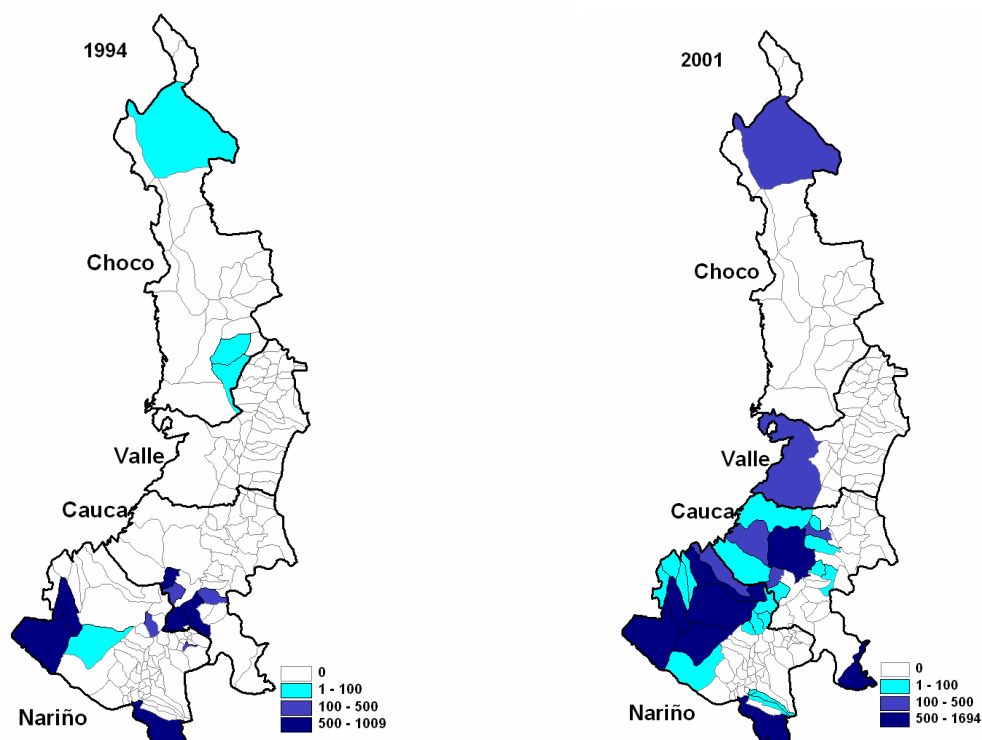 1994
Choco
Valle
Cauca
Nariño
0
1 - 100
100 - 500
500 - 1009
2001
Choco
Valle
Cauca
Nariño
0
1 - 100
100 - 500
500 - 1694